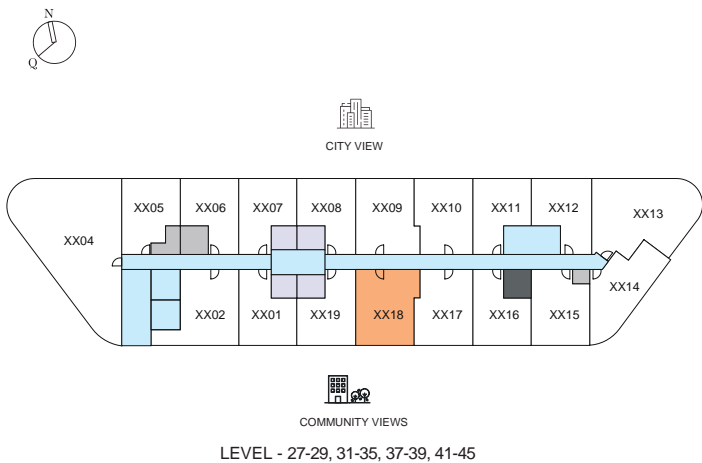 N
Q
CITY VIEW
XX05 XX06 XX07 XX08 XX09 XX10 XX11 XX12
XX13
XX04
XX14
XX02 XX01 XX19 XX18 XX17 XX16 XX15
COMMUNITY VIEWS
LEVEL - 27-29, 31-35, 37-39, 41-45